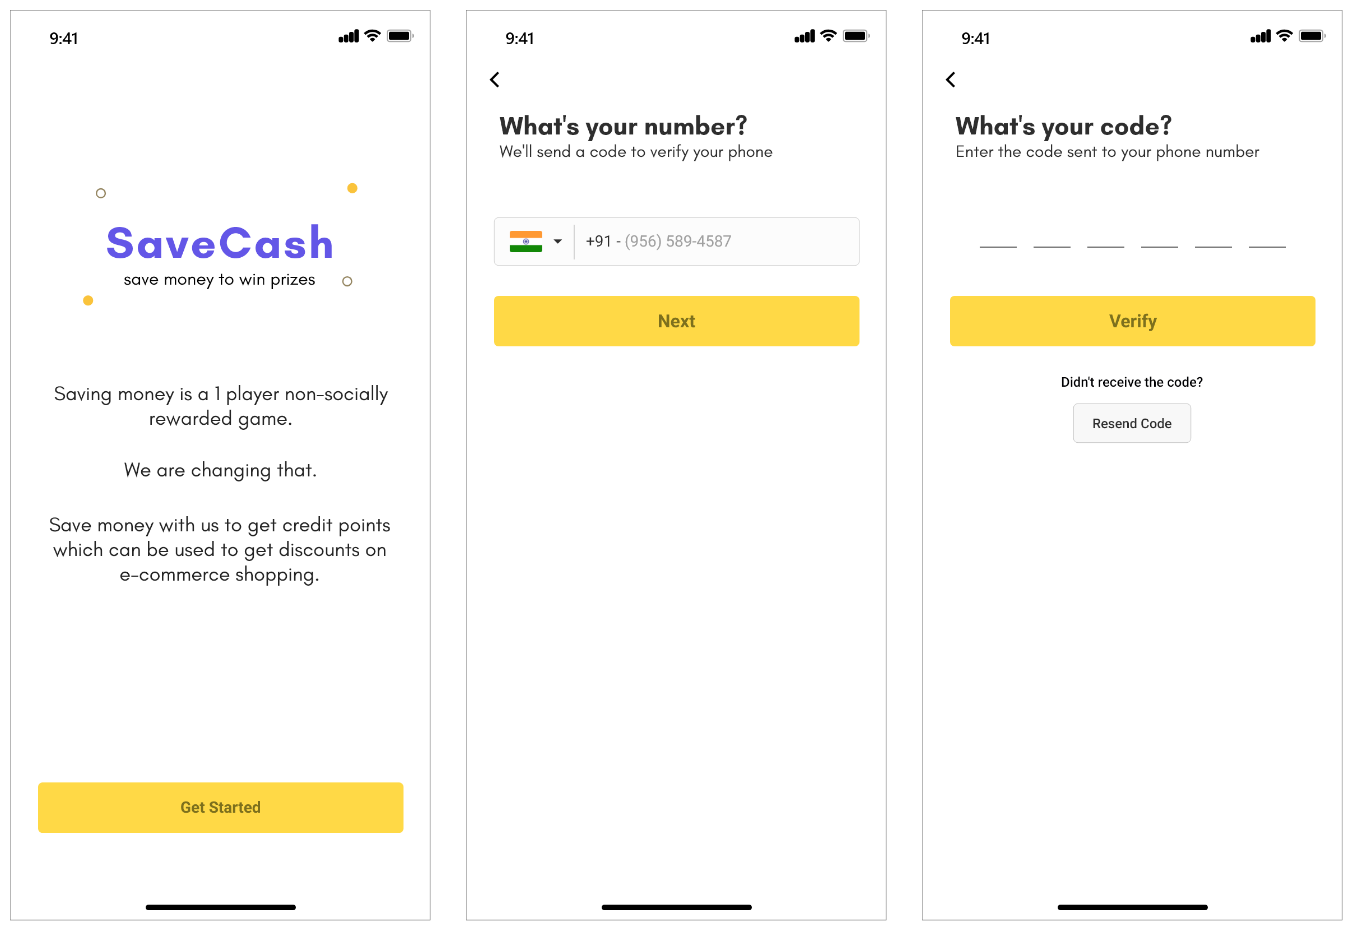 9:41
SaveCash
save money to win prizes
Saving money is a 1 player non-socially
rewarded game.
We are changing that.
Save money with us to get credit points
which can be used to get discounts on
e-commerce shopping.
Get Started
9:41
What's your number?
We'll send a code to verify your phone
+91 - (956) 589-4587
Next
9:41
What's your code?
Enter the code sent to your phone number
Verify
Didn't receive the code?
Resend Code